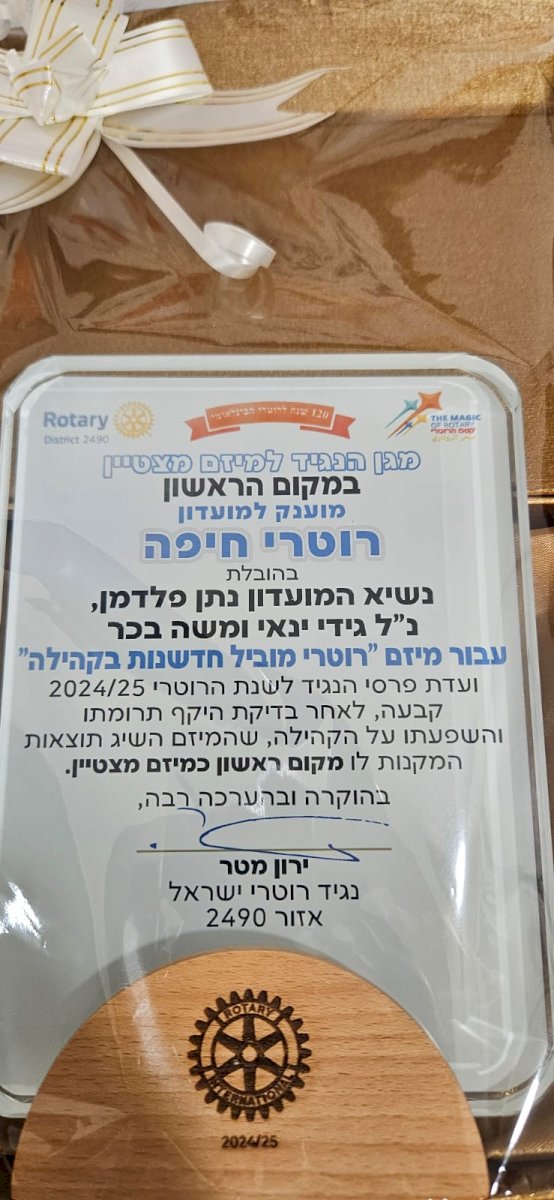 Rotary
District 2490
120 שנת לרוטרי הבינלאומי
THE MAGIC
OF ROTARY
קסם הרוטרי
מגן הנגיד למיזם מצטיין
במקום הראשון
מוענק למועדון
רוטרי חיפה
בהובלת
נשיא המועדון נתן פלדמן,
נ"ל גידי ינאי ומשה בכר
עבור מיזם "רוטרי מוביל חדשנות בקהילה"
ועדת פרסי הנגיד לשנת הרוטרי 2024/25
קבעה, לאחר בדיקת היקף תרומתו
והשפעתו על הקהילה, שהמיזם השיג תוצאות
המקנות לו מקום ראשון כמיזם מצטיין.
בהוקרה ובהערכה רבה,
ירון מטר
נגיד רוטרי ישראל
אזור 2490
ROTARY
INTERNATIONAL
2024/25